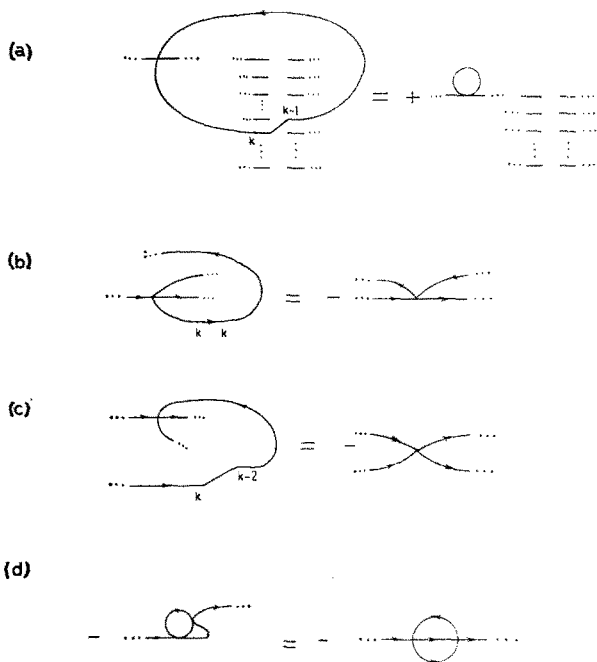 (a)
k-1
= +
k
(b)
= -
k k
(c)
= -
k-2
k
(d)
- = -